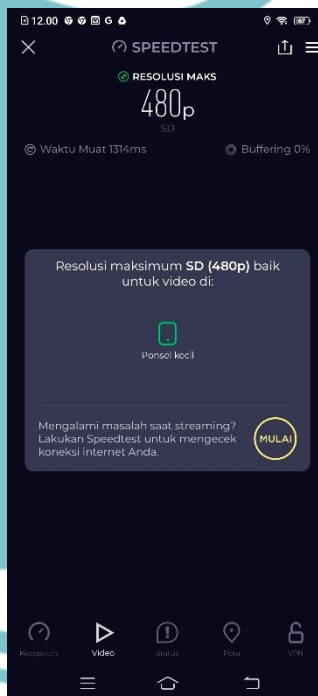 12.00
SPEEDTEST
RESOLUSI MAKS
480p
SD
Waktu Muat 1314ms
Buffering 0%
Resolusi maksimum SD (480p) baik
untuk video di:
Ponsel kecil
Mengalami masalah saat streaming?
Lakukan Speedtest untuk mengecek
koneksi internet Anda.
MULAI
Kecepatan
Video
Status
Peta
VPN